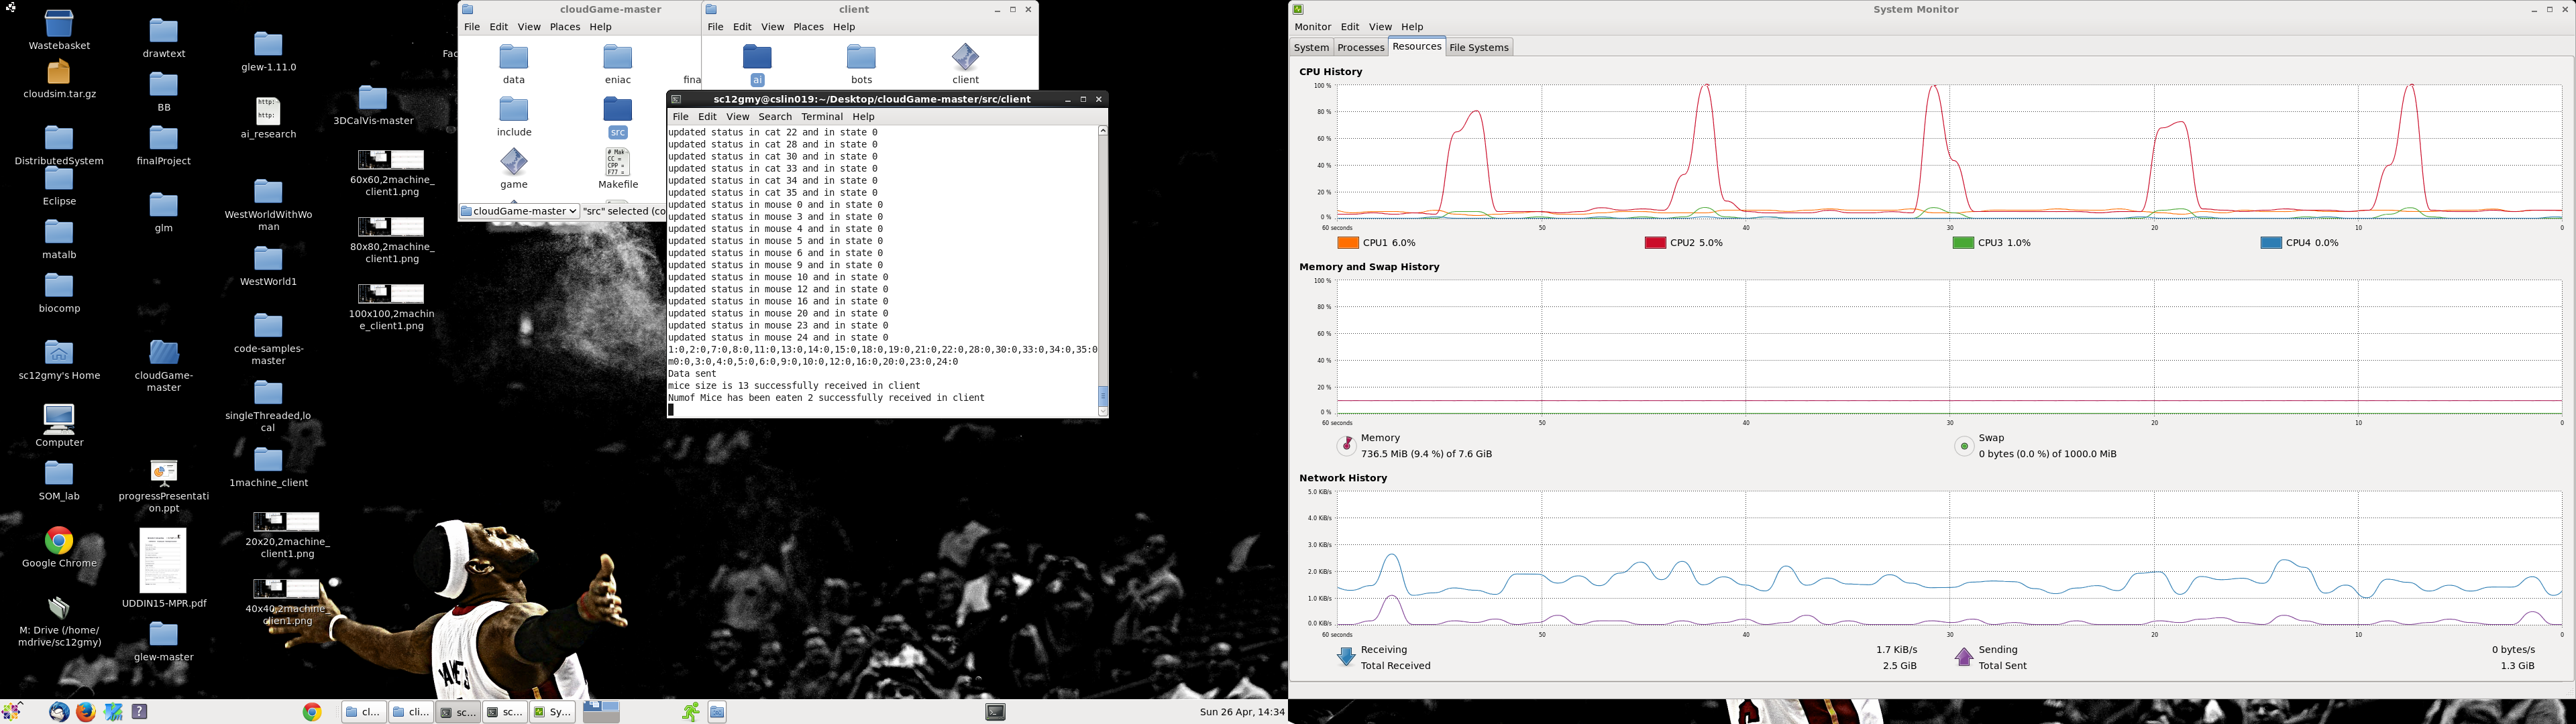 Wastebasket
cloudsim.tar.gz
DistributedSystem
Eclipse
matalb
biocomp
sc12gmy's Home
Computer
SOM_lab
Google Chrome
M: Drive (/home/
mdrive/sc12gmy)
drawtext
BB
finalProject
glm
cloudGame-
master
progressPresentati
on.ppt
UDDIN15-MPR.pdf
glew-master
glew-1.11.0
http:
http:
ai_research
WestWorldWithWo
man
WestWorld1
code-samples-
master
singleThreaded,lo
cal
1machine_client
20x20,2machine_
client1.png
40x40,2machine_
clien1.png
3DCalVis-master
60x60,2machine_
client1.png
80x80,2machine_
client1.png
100x100,2machin
e_client1.png
Fac
cloudGame-master
File Edit View Places Help
data
eniac
fina
include
src
# Mak
CC =
CPP =
F77 =
game
Makefile
cloudGame-master
"src" selected (co
client
File Edit View Places Help
ai
bots
client
sc12gmy@cslin019:~/Desktop/cloudGame-master/src/client
File Edit View Search Terminal Help
updated status in cat 22 and in state 0
updated status in cat 28 and in state 0
updated status in cat 30 and in state 0
updated status in cat 33 and in state 0
updated status in cat 34 and in state 0
updated status in cat 35 and in state 0
updated status in mouse 0 and in state 0
updated status in mouse 3 and in state 0
updated status in mouse 4 and in state 0
updated status in mouse 5 and in state 0
updated status in mouse 6 and in state 0
updated status in mouse 9 and in state 0
updated status in mouse 10 and in state 0
updated status in mouse 12 and in state 0
updated status in mouse 16 and in state 0
updated status in mouse 20 and in state 0
updated status in mouse 23 and in state 0
updated status in mouse 24 and in state 0
1:0,2:0,7:0,8:0,11:0,13:0,14:0,15:0,18:0,19:0,21:0,22:0,28:0,30:0,33:0,34:0,35:0
m0:0,3:0,4:0,5:0,6:0,9:0,10:0,12:0,16:0,20:0,23:0,24:0
Data sent
mice size is 13 successfully received in client
Numof Mice has been eaten 2 successfully received in client
cl...
cli...
sc...
sc...
Sy...
Sun 26 Apr, 14:34
System Monitor
Monitor Edit View Help
System Processes Resources File Systems
CPU History
100 %
80 %
60 %
40 %
20 %
0 %
60 seconds 50 40 30 20 10 0
CPU1 6.0% CPU2 5.0% CPU3 1.0% CPU4 0.0%
Memory and Swap History
100 %
80 %
60 %
40 %
20 %
0 %
60 seconds 50 40 30 20 10 0
Memory
736.5 MiB (9.4 %) of 7.6 GiB
Swap
0 bytes (0.0 %) of 1000.0 MiB
Network History
5.0 KiB/s
4.0 KiB/s
3.0 KiB/s
2.0 KiB/s
1.0 KiB/s
0.0 KiB/s
60 seconds 50 40 30 20 10 0
Receiving 1.7 KiB/s
Total Received 2.5 GiB
Sending 0 bytes/s
Total Sent 1.3 GiB